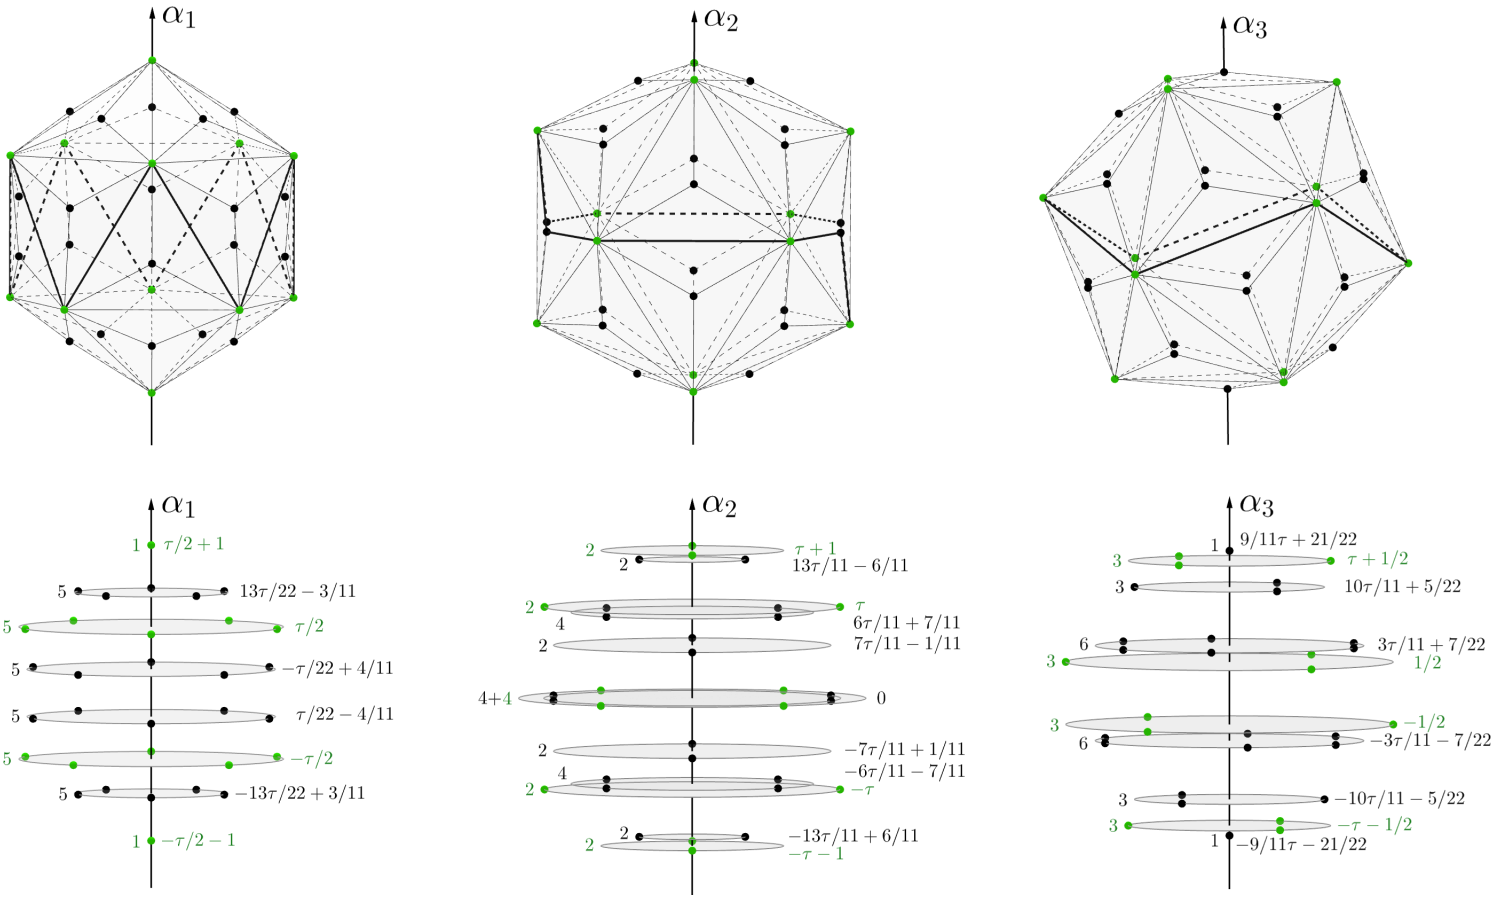 α₁
α₂
α₃
α₁
1 τ/2 + 1
5 13τ/22 − 3/11
5 τ/2
5 −τ/22 + 4/11
5 τ/22 − 4/11
5 −τ/2
5 −13τ/22 + 3/11
1 −τ/2 − 1
α₂
2 τ + 1
2 13τ/11 − 6/11
2 τ
4 6τ/11 + 7/11
2 7τ/11 − 1/11
4+4 0
2 −7τ/11 + 1/11
4 −6τ/11 − 7/11
2 −τ
2 −13τ/11 + 6/11
2 −τ − 1
α₃
1 9/11τ + 21/22
3 τ + 1/2
3 10τ/11 + 5/22
6 3τ/11 + 7/22
3 1/2
3 −1/2
6 −3τ/11 − 7/22
3 −10τ/11 − 5/22
3 −τ − 1/2
1 −9/11τ − 21/22